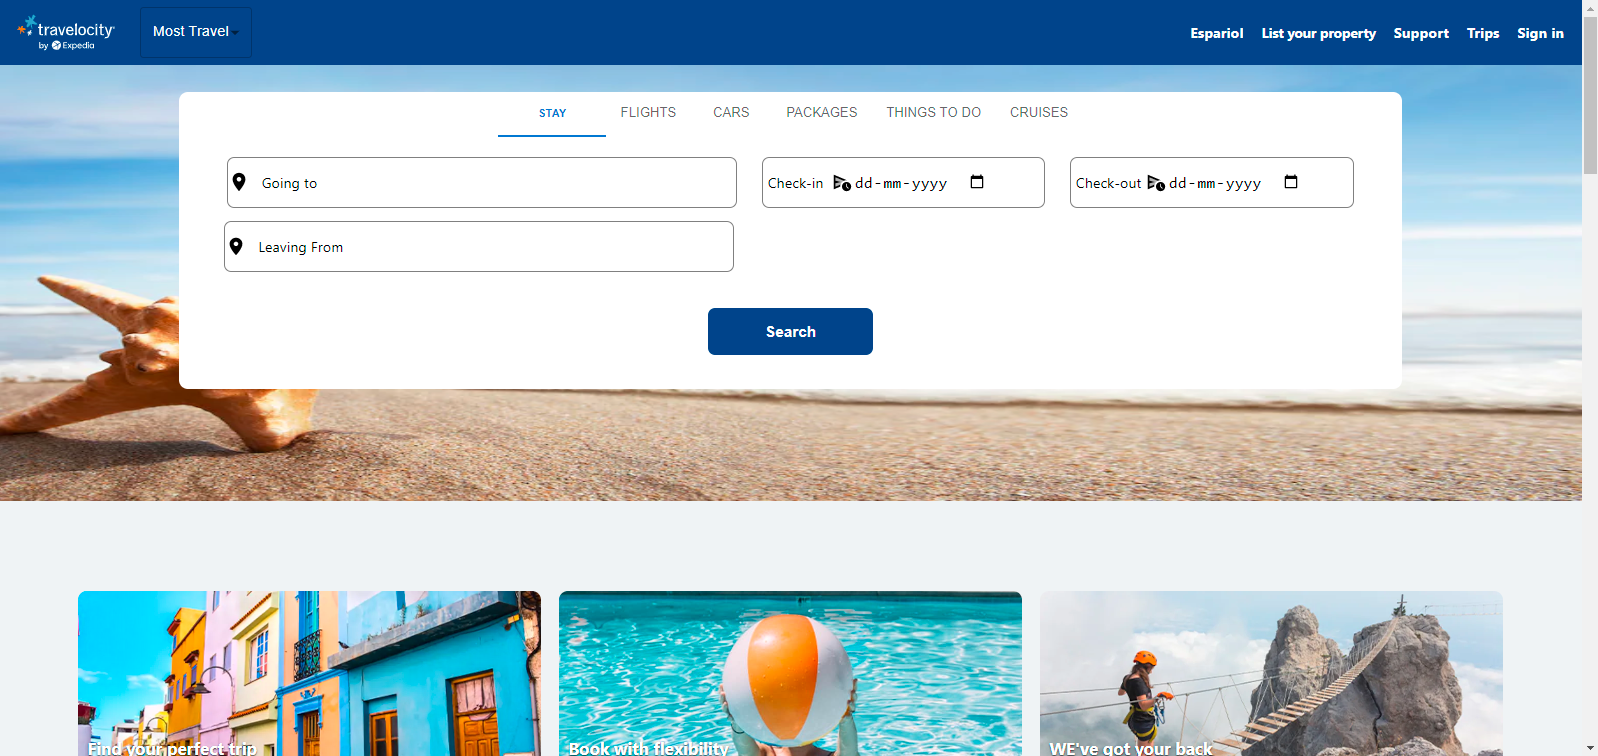 travelocity
by Expedia
Most Travel
Espariol
List your property
Support
Trips
Sign in
STAY
FLIGHTS
CARS
PACKAGES
THINGS TO DO
CRUISES
Going to
Check-in dd-mm-yyyy
Check-out dd-mm-yyyy
Leaving From
Search
Find your perfect trip
Book with flexibility
WE've got your back